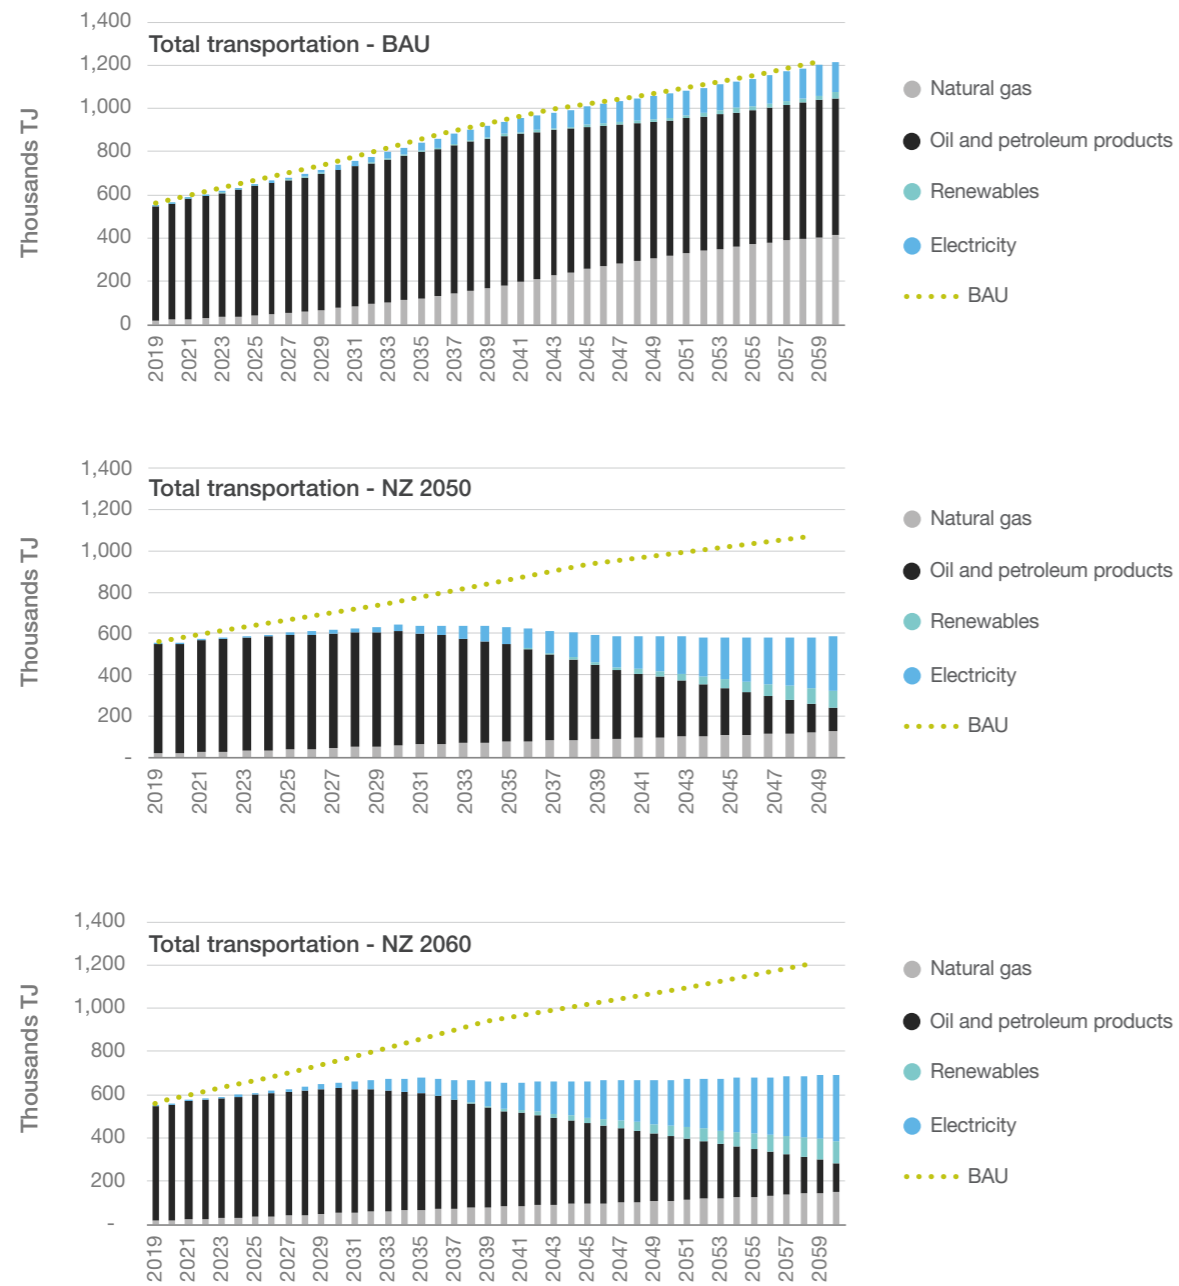 Total transportation - BAU
Thousands TJ
1,400
1,200
1,000
800
600
400
200
0
2019 2021 2023 2025 2027 2029 2031 2033 2035 2037 2039 2041 2043 2045 2047 2049 2051 2053 2055 2057 2059
Natural gas
Oil and petroleum products
Renewables
Electricity
BAU
Total transportation - NZ 2050
Thousands TJ
1,400
1,200
1,000
800
600
400
200
-
2019 2021 2023 2025 2027 2029 2031 2033 2035 2037 2039 2041 2043 2045 2047 2049
Natural gas
Oil and petroleum products
Renewables
Electricity
BAU
Total transportation - NZ 2060
Thousands TJ
1,400
1,200
1,000
800
600
400
200
-
2019 2021 2023 2025 2027 2029 2031 2033 2035 2037 2039 2041 2043 2045 2047 2049 2051 2053 2055 2057 2059
Natural gas
Oil and petroleum products
Renewables
Electricity
BAU